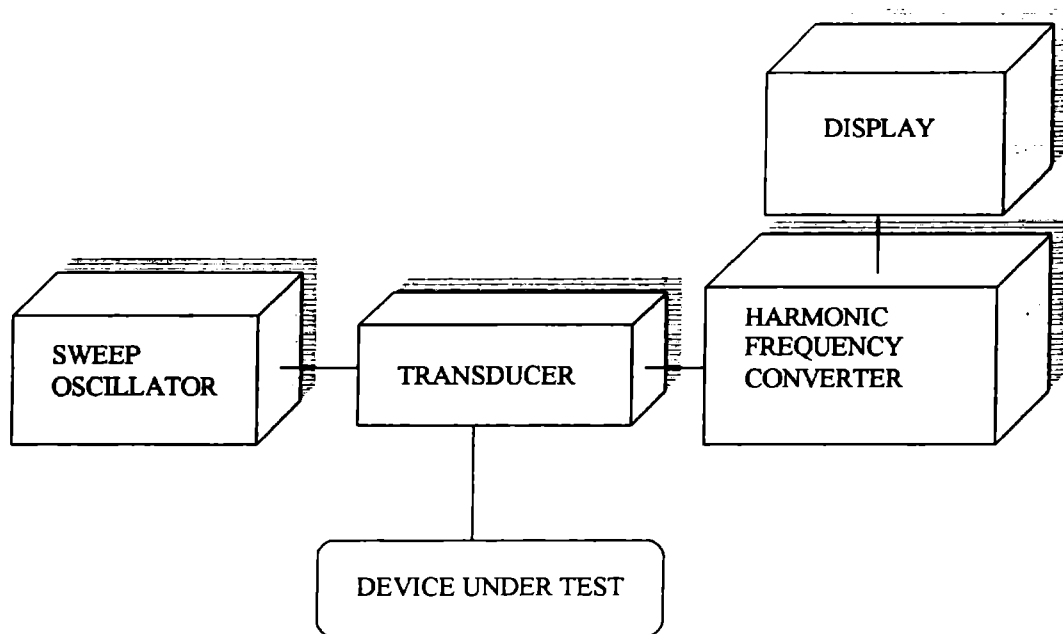 DISPLAY
SWEEP
OSCILLATOR
TRANSDUCER
HARMONIC
FREQUENCY
CONVERTER
DEVICE UNDER TEST